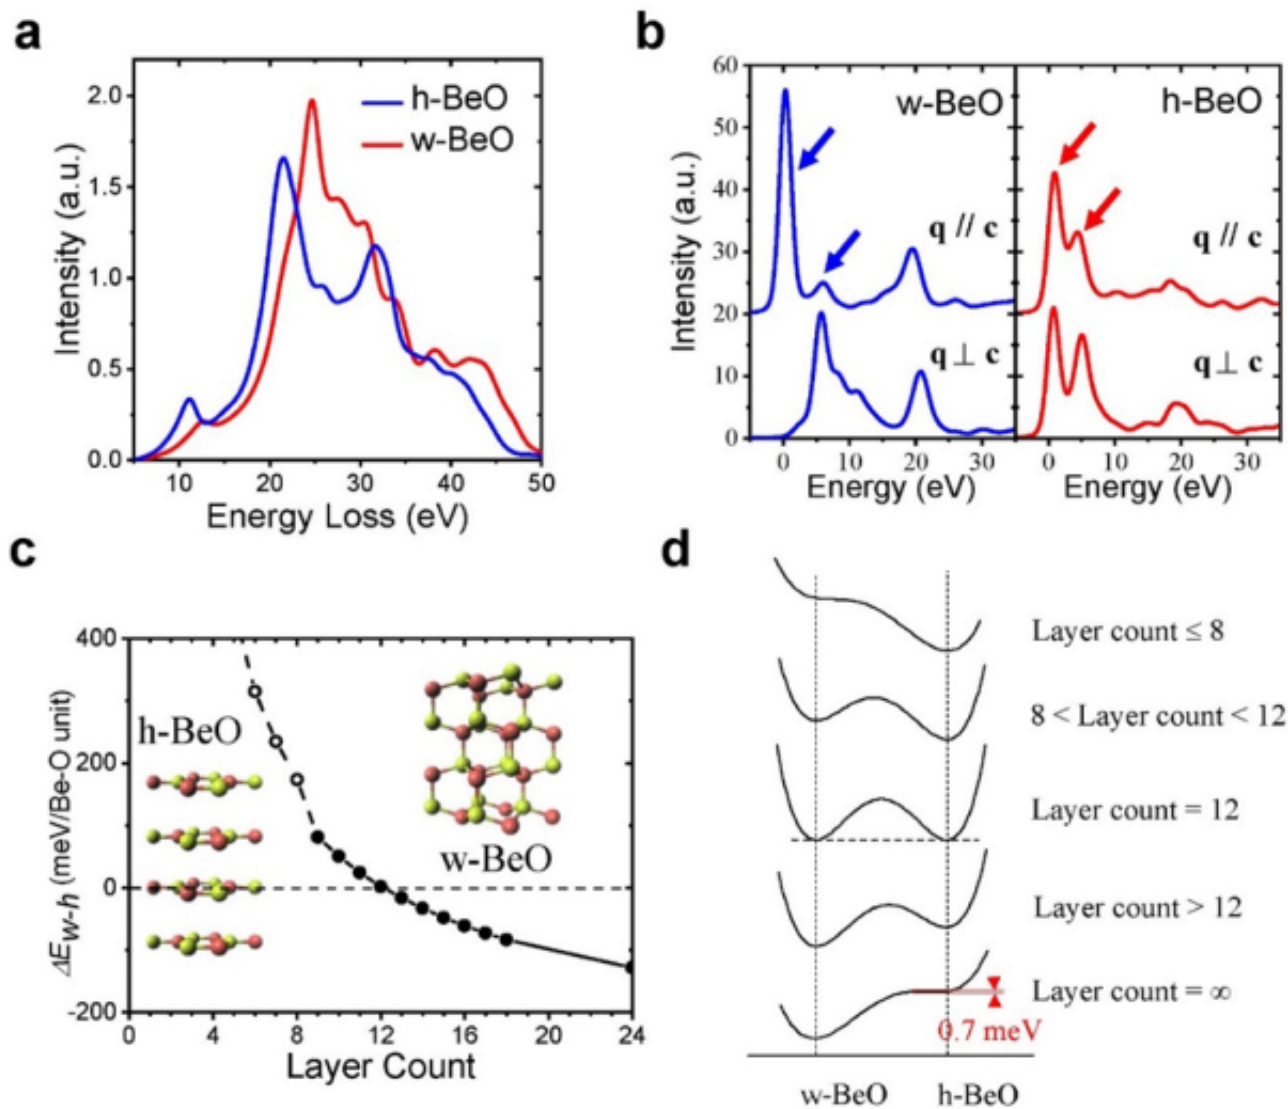 a
2.0
1.5
1.0
0.5
0.0
10 20 30 40 50
Intensity (a.u.)
Energy Loss (eV)
h-BeO
w-BeO
b
60
50
40
30
20
10
0
Intensity (a.u.)
w-BeO
h-BeO
q // c
q // c
q ⊥ c
q ⊥ c
0 10 20 30
0 10 20 30
Energy (eV)
Energy (eV)
c
400
200
0
-200
ΔEw-h (meV/Be-O unit)
h-BeO
w-BeO
0 4 8 12 16 20 24
Layer Count
d
Layer count ≤ 8
8 < Layer count < 12
Layer count = 12
Layer count > 12
Layer count = ∞
0.7 meV
w-BeO
h-BeO